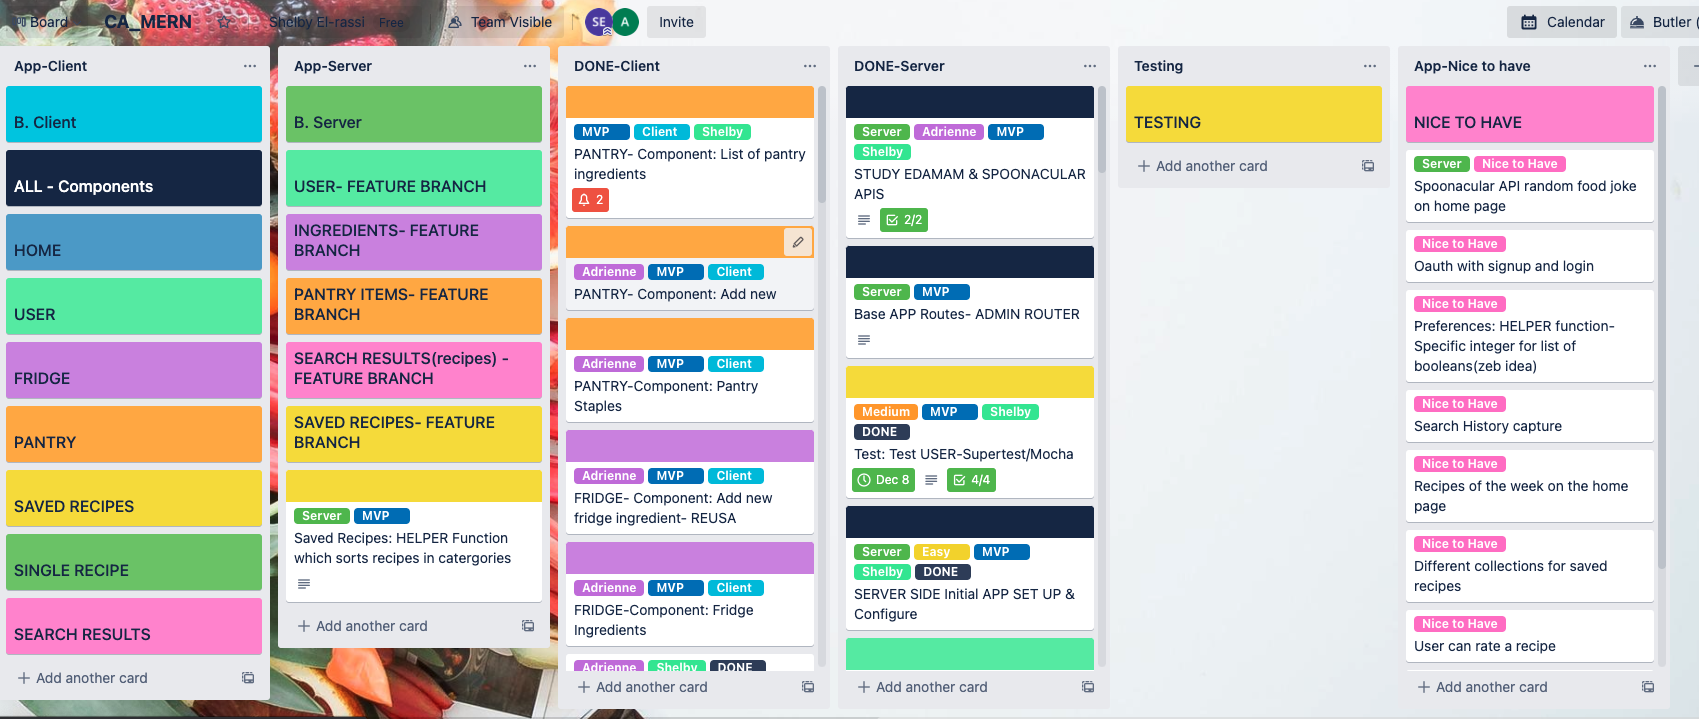 Board
CA_MERN
Shelby El-rassi
Free
Team Visible
SE
A
Invite
Calendar
Butler (
App-Client
B. Client
ALL - Components
HOME
USER
FRIDGE
PANTRY
SAVED RECIPES
SINGLE RECIPE
SEARCH RESULTS
+ Add another card
App-Server
B. Server
USER- FEATURE BRANCH
INGREDIENTS- FEATURE
BRANCH
PANTRY ITEMS- FEATURE
BRANCH
SEARCH RESULTS(recipes) -
FEATURE BRANCH
SAVED RECIPES- FEATURE
BRANCH
Server MVP
Saved Recipes: HELPER Function
which sorts recipes in catergories
+ Add another card
DONE-Client
MVP Client Shelby
PANTRY- Component: List of pantry
ingredients
2
Adrienne MVP Client
PANTRY- Component: Add new
Adrienne MVP Client
PANTRY-Component: Pantry
Staples
Adrienne MVP Client
FRIDGE- Component: Add new
fridge ingredient- REUSA
Adrienne MVP Client
FRIDGE-Component: Fridge
Ingredients
Adrienne Shelby DONE
+ Add another card
DONE-Server
Server Adrienne MVP
Shelby
STUDY EDAMAM & SPOONACULAR
APIS
2/2
Server MVP
Base APP Routes- ADMIN ROUTER
Medium MVP Shelby
DONE
Test: Test USER-Supertest/Mocha
Dec 8 4/4
Server Easy MVP
Shelby DONE
SERVER SIDE Initial APP SET UP &
Configure
+ Add another card
Testing
TESTING
+ Add another card
App-Nice to have
NICE TO HAVE
Server Nice to Have
Spoonacular API random food joke
on home page
Nice to Have
Oauth with signup and login
Nice to Have
Preferences: HELPER function-
Specific integer for list of
booleans(zeb idea)
Nice to Have
Search History capture
Nice to Have
Recipes of the week on the home
page
Nice to Have
Different collections for saved
recipes
Nice to Have
User can rate a recipe
+ Add another card